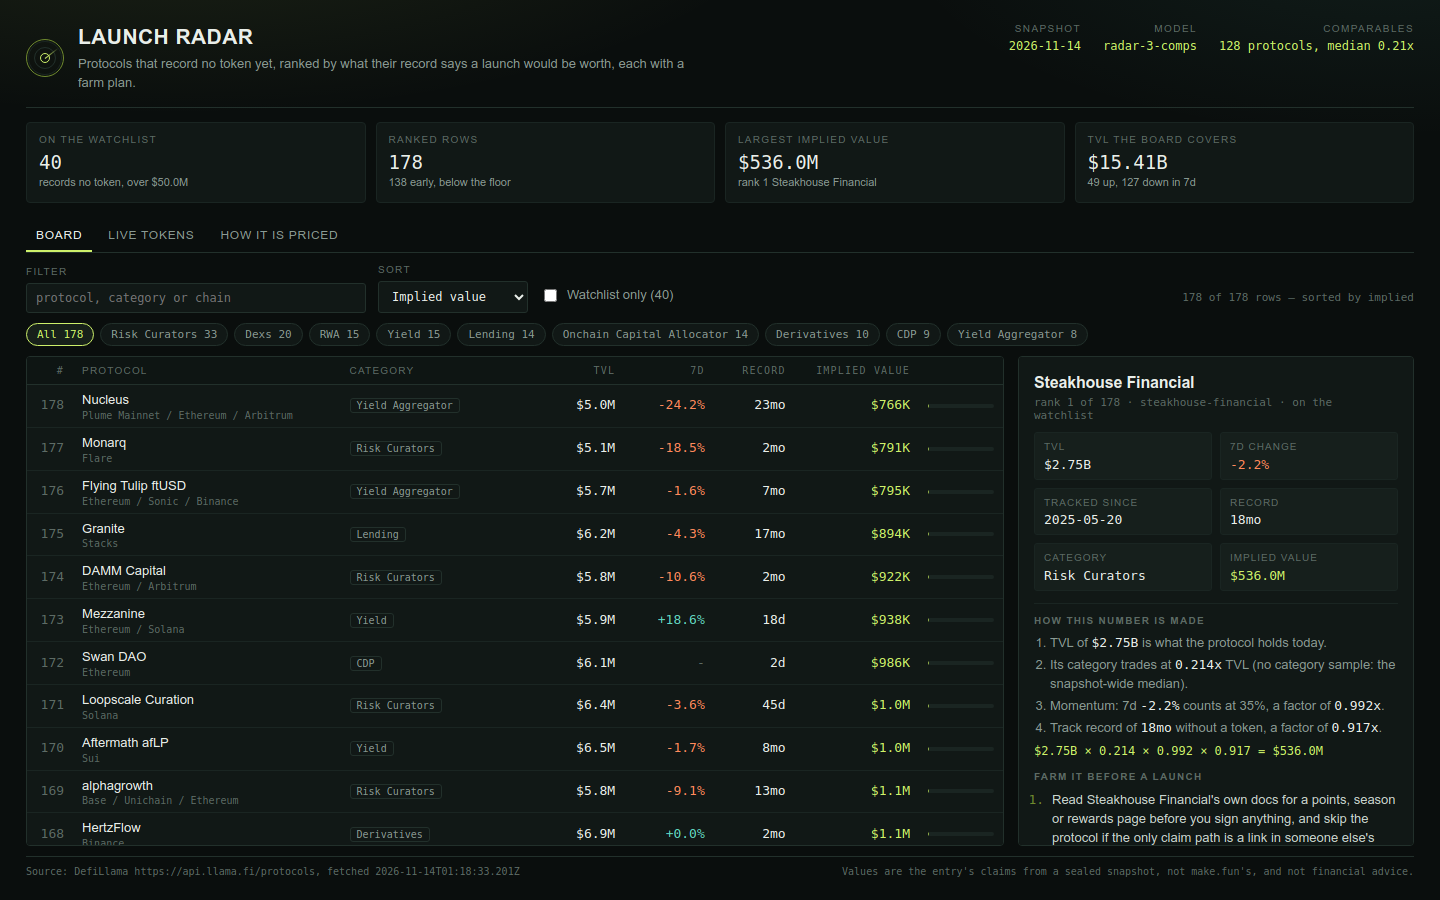 LAUNCH RADAR
Protocols that record no token yet, ranked by what their record says a launch would be worth, each with a
farm plan.
SNAPSHOT
2026-11-14
MODEL
radar-3-comps
COMPARABLES
128 protocols, median 0.21x
ON THE WATCHLIST
40
records no token, over $50.0M
RANKED ROWS
178
138 early, below the floor
LARGEST IMPLIED VALUE
$536.0M
rank 1 Steakhouse Financial
TVL THE BOARD COVERS
$15.41B
49 up, 127 down in 7d
BOARD LIVE TOKENS HOW IT IS PRICED
FILTER
protocol, category or chain
SORT
Implied value
Watchlist only (40)
178 of 178 rows — sorted by implied
All 178 Risk Curators 33 Dexs 20 RWA 15 Yield 15 Lending 14 Onchain Capital Allocator 14 Derivatives 10 CDP 9 Yield Aggregator 8
# PROTOCOL CATEGORY TVL 7D RECORD IMPLIED VALUE
178 Nucleus Yield Aggregator $5.0M -24.2% 23mo $766K
Plume Mainnet / Ethereum / Arbitrum
177 Monarq Risk Curators $5.1M -18.5% 2mo $791K
Flare
176 Flying Tulip ftUSD Yield Aggregator $5.7M -1.6% 7mo $795K
Ethereum / Sonic / Binance
175 Granite Lending $6.2M -4.3% 17mo $894K
Stacks
174 DAMM Capital Risk Curators $5.8M -10.6% 2mo $922K
Ethereum / Arbitrum
173 Mezzanine Yield $5.9M +18.6% 18d $938K
Ethereum / Solana
172 Swan DAO CDP $6.1M - 2d $986K
Ethereum
171 Loopscale Curation Risk Curators $6.4M -3.6% 45d $1.0M
Solana
170 Aftermath afLP Yield $6.5M -1.7% 8mo $1.0M
Sui
169 alphagrowth Risk Curators $5.8M -9.1% 13mo $1.1M
Base / Unichain / Ethereum
168 HertzFlow Derivatives $6.9M +0.0% 2mo $1.1M
Binance
Steakhouse Financial
rank 1 of 178 · steakhouse-financial · on the
watchlist
TVL
$2.75B
7D CHANGE
-2.2%
TRACKED SINCE
2025-05-20
RECORD
18mo
CATEGORY
Risk Curators
IMPLIED VALUE
$536.0M
HOW THIS NUMBER IS MADE
1. TVL of $2.75B is what the protocol holds today.
2. Its category trades at 0.214x TVL (no category sample: the
snapshot-wide median).
3. Momentum: 7d -2.2% counts at 35%, a factor of 0.992x.
4. Track record of 18mo without a token, a factor of 0.917x.
$2.75B × 0.214 × 0.992 × 0.917 = $536.0M
FARM IT BEFORE A LAUNCH
1. Read Steakhouse Financial's own docs for a points, season
or rewards page before you sign anything, and skip the
protocol if the only claim path is a link in someone else's
Source: DefiLlama https://api.llama.fi/protocols, fetched 2026-11-14T01:18:33.201Z
Values are the entry's claims from a sealed snapshot, not make.fun's, and not financial advice.